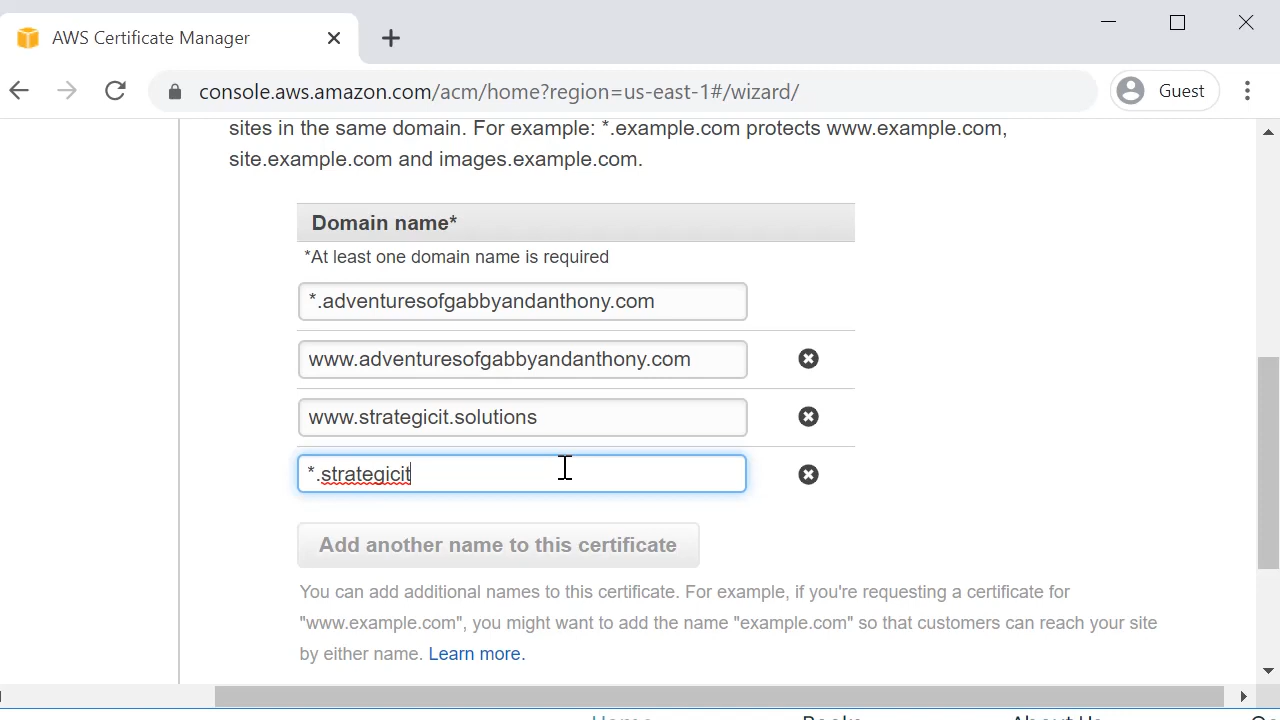 AWS Certificate Manager
console.aws.amazon.com/acm/home?region=us-east-1#/wizard/
Guest
sites in the same domain. For example: *.example.com protects www.example.com,
site.example.com and images.example.com.
Domain name*
*At least one domain name is required
*.adventuresofgabbyandanthony.com
www.adventuresofgabbyandanthony.com
www.strategicit.solutions
*.strategicit
Add another name to this certificate
You can add additional names to this certificate. For example, if you're requesting a certificate for
"www.example.com", you might want to add the name "example.com" so that customers can reach your site
by either name. Learn more.